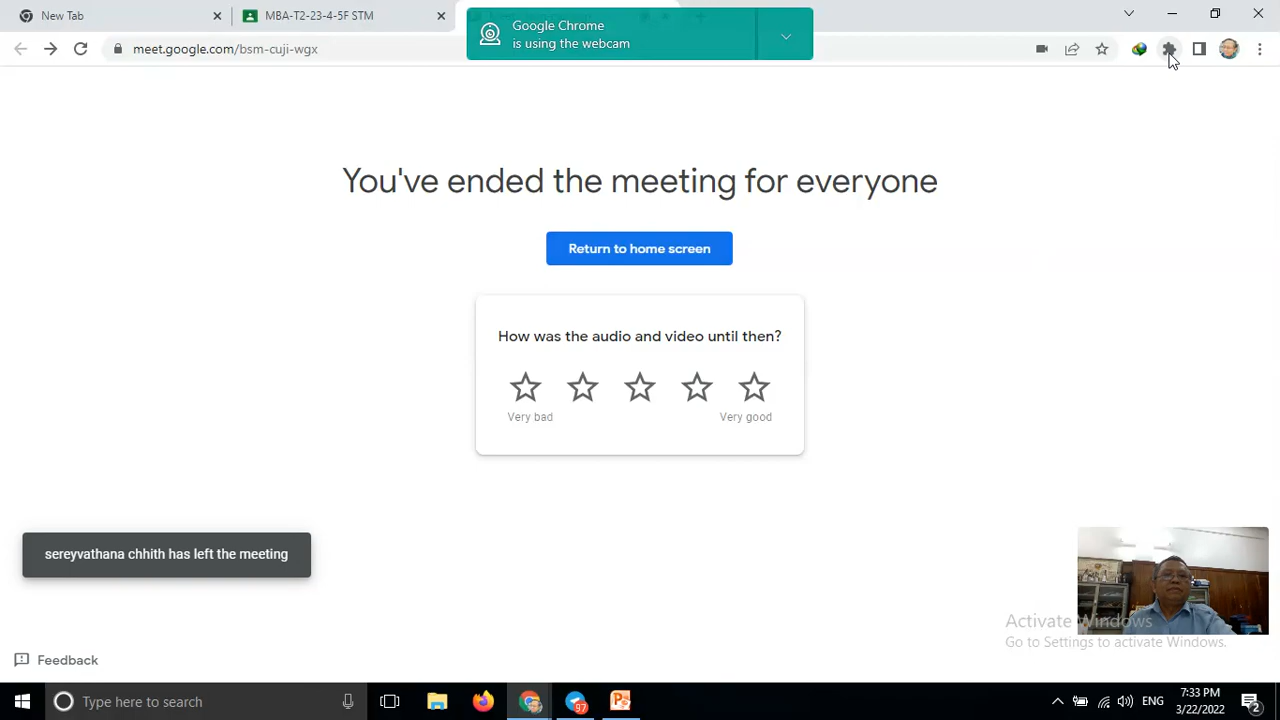 New Tab
MBA-T2-23-4-5F STM
Google Chrome
is using the webcam
meet.google.com/bsm-cuji-wgx
You've ended the meeting for everyone
Return to home screen
How was the audio and video until then?
Very bad
Very good
sereyvathana chhith has left the meeting
Activate Windows
Go to Settings to activate Windows.
Feedback
Type here to search
97
ENG
7:33 PM
3/22/2022
2